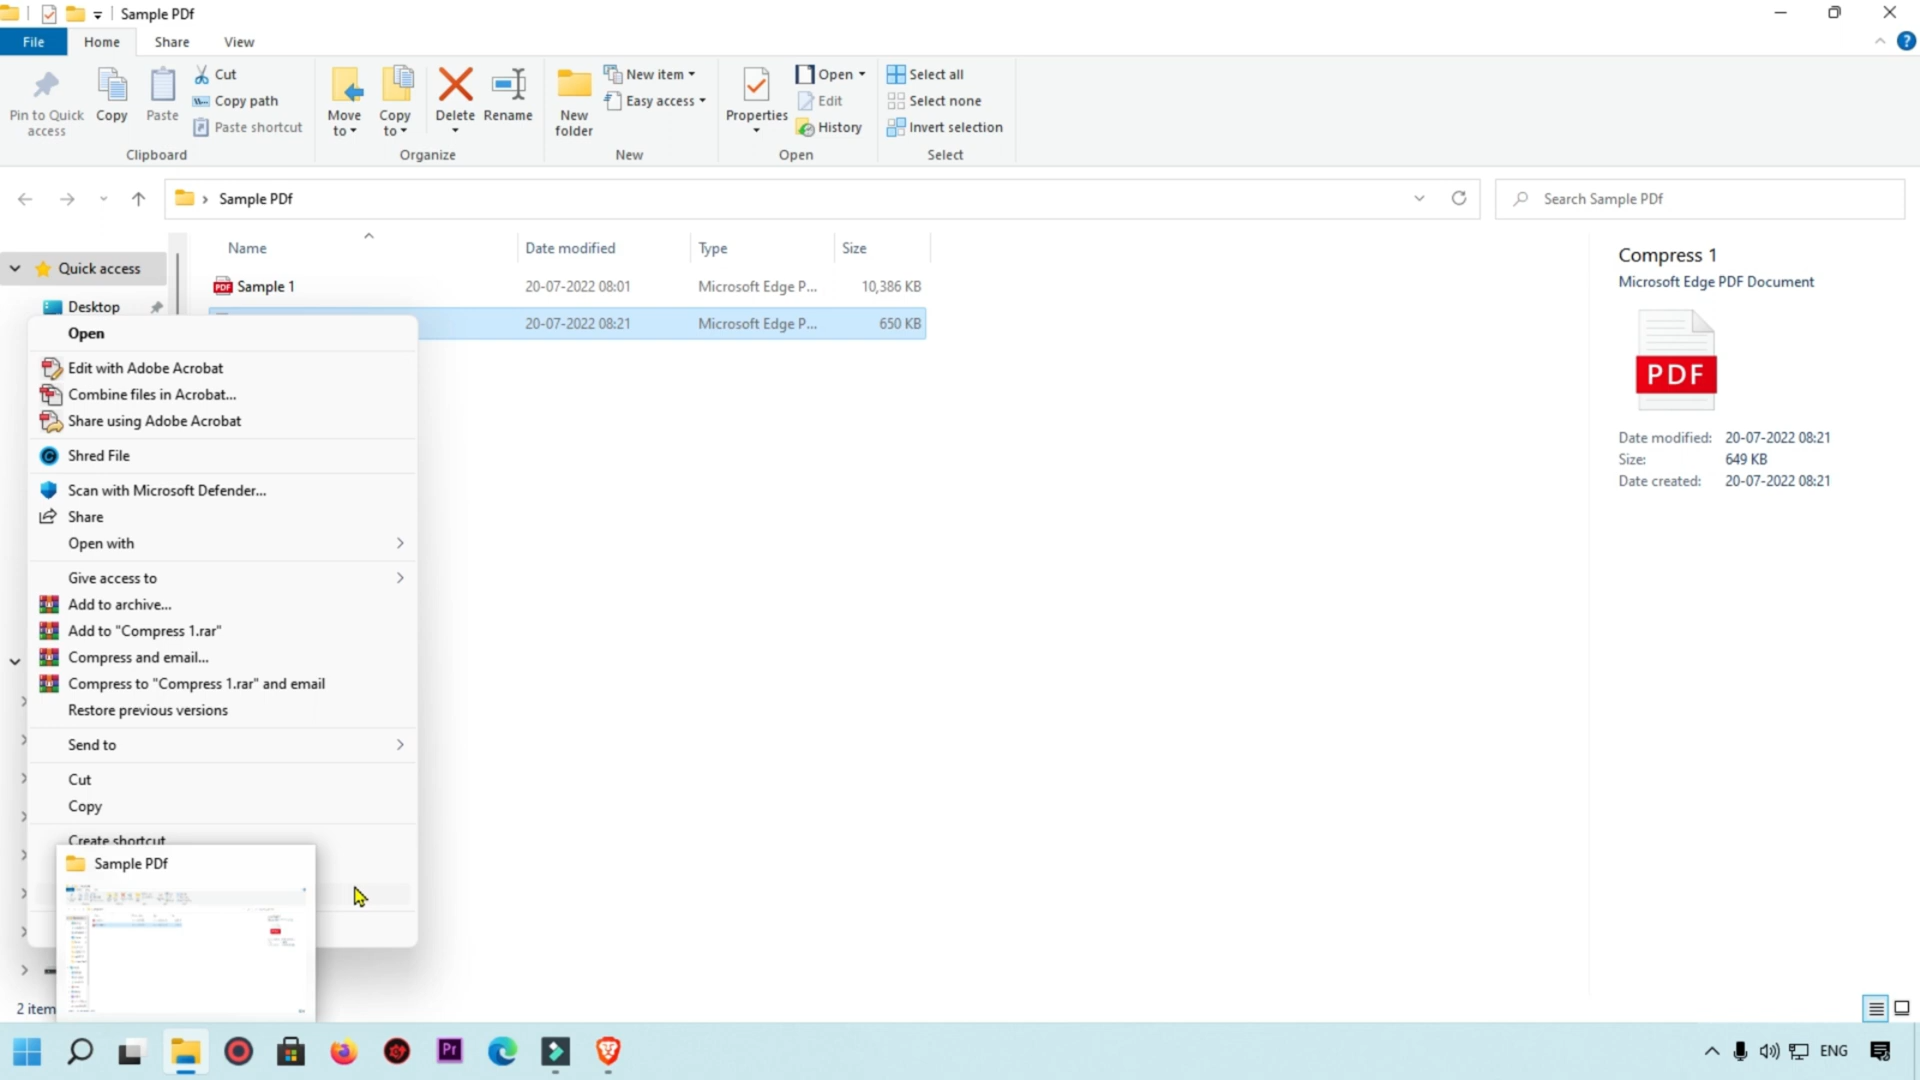 Sample PDf
File Home Share View
Pin to Quick access
Copy
Paste
Cut
Copy path
Paste shortcut
Clipboard
Move to
Copy to
Delete
Rename
Organize
New folder
New item
Easy access
New
Properties
Open
Edit
History
Open
Select all
Select none
Invert selection
Select
Sample PDf
Search Sample PDf
Quick access
Desktop
Name Date modified Type Size
Sample 1 20-07-2022 08:01 Microsoft Edge P... 10,386 KB
20-07-2022 08:21 Microsoft Edge P... 650 KB
Open
Edit with Adobe Acrobat
Combine files in Acrobat...
Share using Adobe Acrobat
Shred File
Scan with Microsoft Defender...
Share
Open with
Give access to
Add to archive...
Add to "Compress 1.rar"
Compress and email...
Compress to "Compress 1.rar" and email
Restore previous versions
Send to
Cut
Copy
Create shortcut
Sample PDf
2 item
Compress 1
Microsoft Edge PDF Document
PDF
Date modified: 20-07-2022 08:21
Size: 649 KB
Date created: 20-07-2022 08:21
Pr
ENG